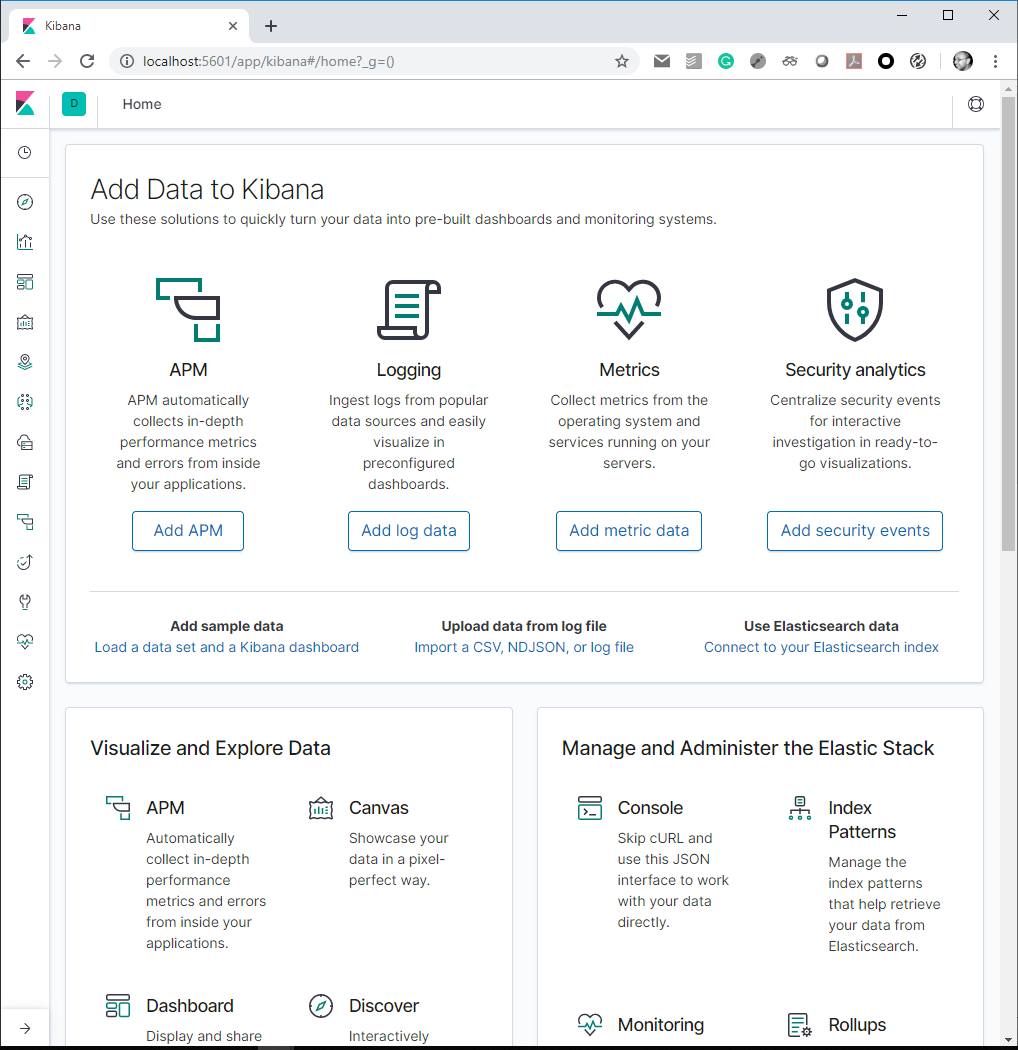 Kibana
localhost:5601/app/kibana#/home?_g=()
D
Home
Add Data to Kibana
Use these solutions to quickly turn your data into pre-built dashboards and monitoring systems.
APM
APM automatically
collects in-depth
performance metrics
and errors from inside
your applications.
Add APM
Logging
Ingest logs from popular
data sources and easily
visualize in
preconfigured
dashboards.
Add log data
Metrics
Collect metrics from the
operating system and
services running on your
servers.
Add metric data
Security analytics
Centralize security events
for interactive
investigation in ready-to-
go visualizations.
Add security events
Add sample data
Load a data set and a Kibana dashboard
Upload data from log file
Import a CSV, NDJSON, or log file
Use Elasticsearch data
Connect to your Elasticsearch index
Visualize and Explore Data
APM
Automatically
collect in-depth
performance
metrics and errors
from inside your
applications.
Canvas
Showcase your
data in a pixel-
perfect way.
Dashboard
Display and share
Discover
Interactively
Manage and Administer the Elastic Stack
Console
Skip cURL and
use this JSON
interface to work
with your data
directly.
Index
Patterns
Manage the
index patterns
that help retrieve
your data from
Elasticsearch.
Monitoring
Rollups